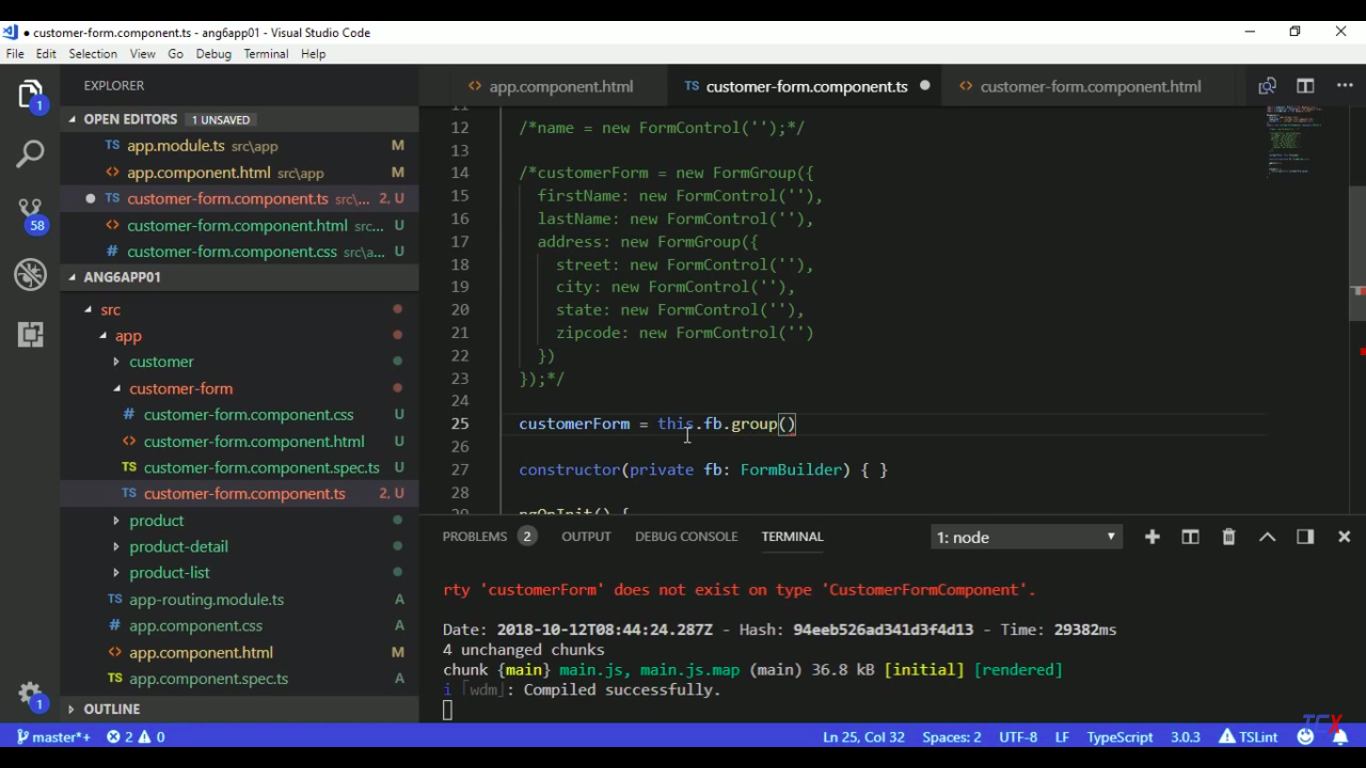 customer-form.component.ts - ang6app01 - Visual Studio Code
File Edit Selection View Go Debug Terminal Help
EXPLORER
app.component.html
TS customer-form.component.ts
customer-form.component.html
OPEN EDITORS 1 UNSAVED
TS app.module.ts src\app M
app.component.html src\app M
TS customer-form.component.ts src\... 2, U
customer-form.component.html src... U
# customer-form.component.css src\a... U
ANG6APP01
src
app
customer
customer-form
# customer-form.component.css U
customer-form.component.html U
TS customer-form.component.spec.ts U
TS customer-form.component.ts 2, U
product
product-detail
product-list
TS app-routing.module.ts A
# app.component.css A
app.component.html M
TS app.component.spec.ts A
OUTLINE
1
58
1
11
12 /*name = new FormControl('');*/
13
14 /*customerForm = new FormGroup({
15 firstName: new FormControl(''),
16 lastName: new FormControl(''),
17 address: new FormGroup({
18 street: new FormControl(''),
19 city: new FormControl(''),
20 state: new FormControl(''),
21 zipcode: new FormControl('')
22 })
23 });*/
24
25 customerForm = this.fb.group()
26
27 constructor(private fb: FormBuilder) { }
28
29 ngOnInit() {
PROBLEMS 2 OUTPUT DEBUG CONSOLE TERMINAL 1: node
rty 'customerForm' does not exist on type 'CustomerFormComponent'.
Date: 2018-10-12T08:44:24.287Z - Hash: 94eeb526ad341d3f4d13 - Time: 29382ms
4 unchanged chunks
chunk {main} main.js, main.js.map (main) 36.8 kB [initial] [rendered]
i ｢wdm｣: Compiled successfully.
master*+ 2 0 Ln 25, Col 32 Spaces: 2 UTF-8 LF TypeScript 3.0.3 TSLint